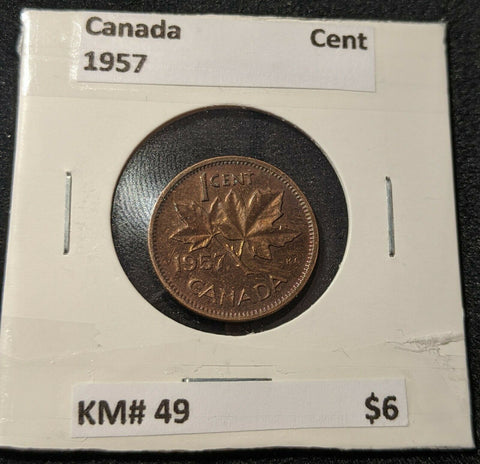 Canada Cent
1957
1 CENT
1957
K·G
CANADA
KM# 49 $6